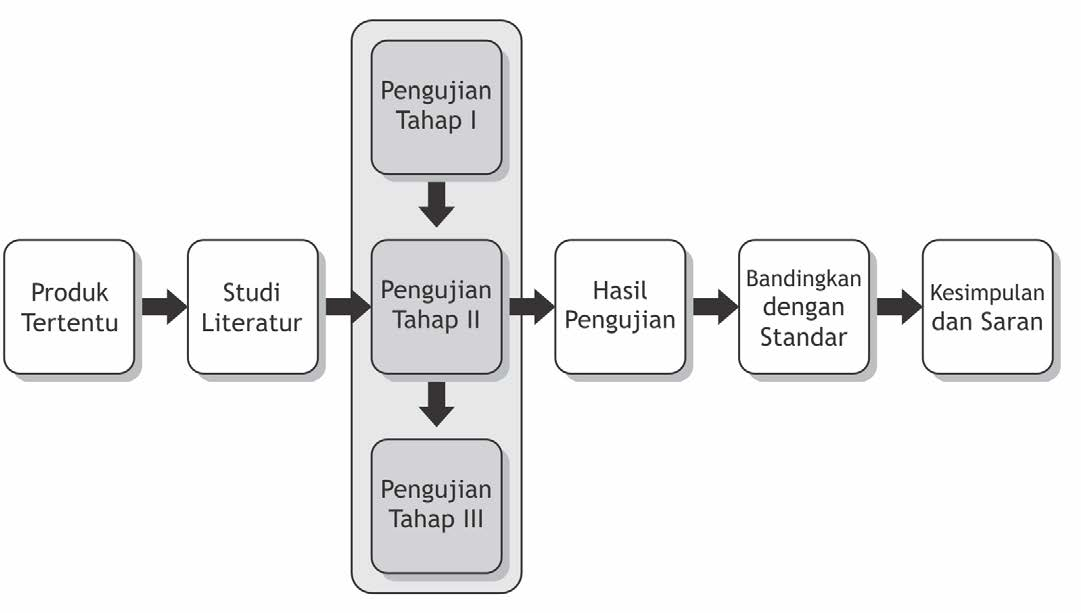 Produk
Tertentu
Studi
Literatur
Pengujian
Tahap I
Pengujian
Tahap II
Pengujian
Tahap III
Hasil
Pengujian
Bandingkan
dengan
Standar
Kesimpulan
dan Saran